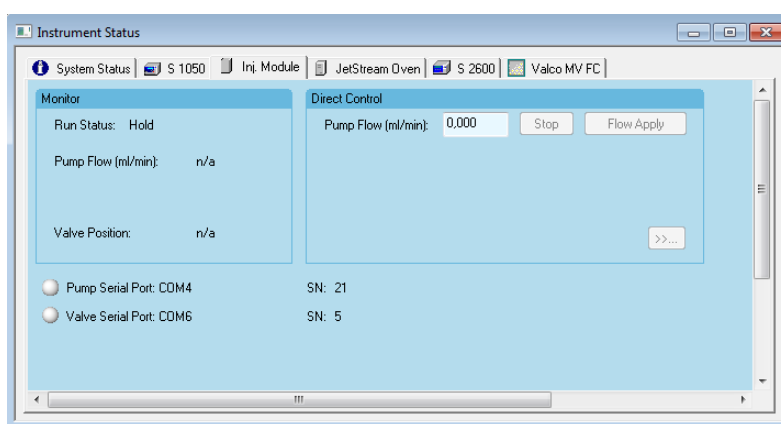 Instrument Status
System Status
S 1050
Inj. Module
JetStream Oven
S 2600
Valco MV FC
Monitor
Run Status: Hold
Pump Flow (ml/min): n/a
Valve Position: n/a
Direct Control
Pump Flow (ml/min): 0,000 Stop Flow Apply
>>...
Pump Serial Port: COM4 SN: 21
Valve Serial Port: COM6 SN: 5